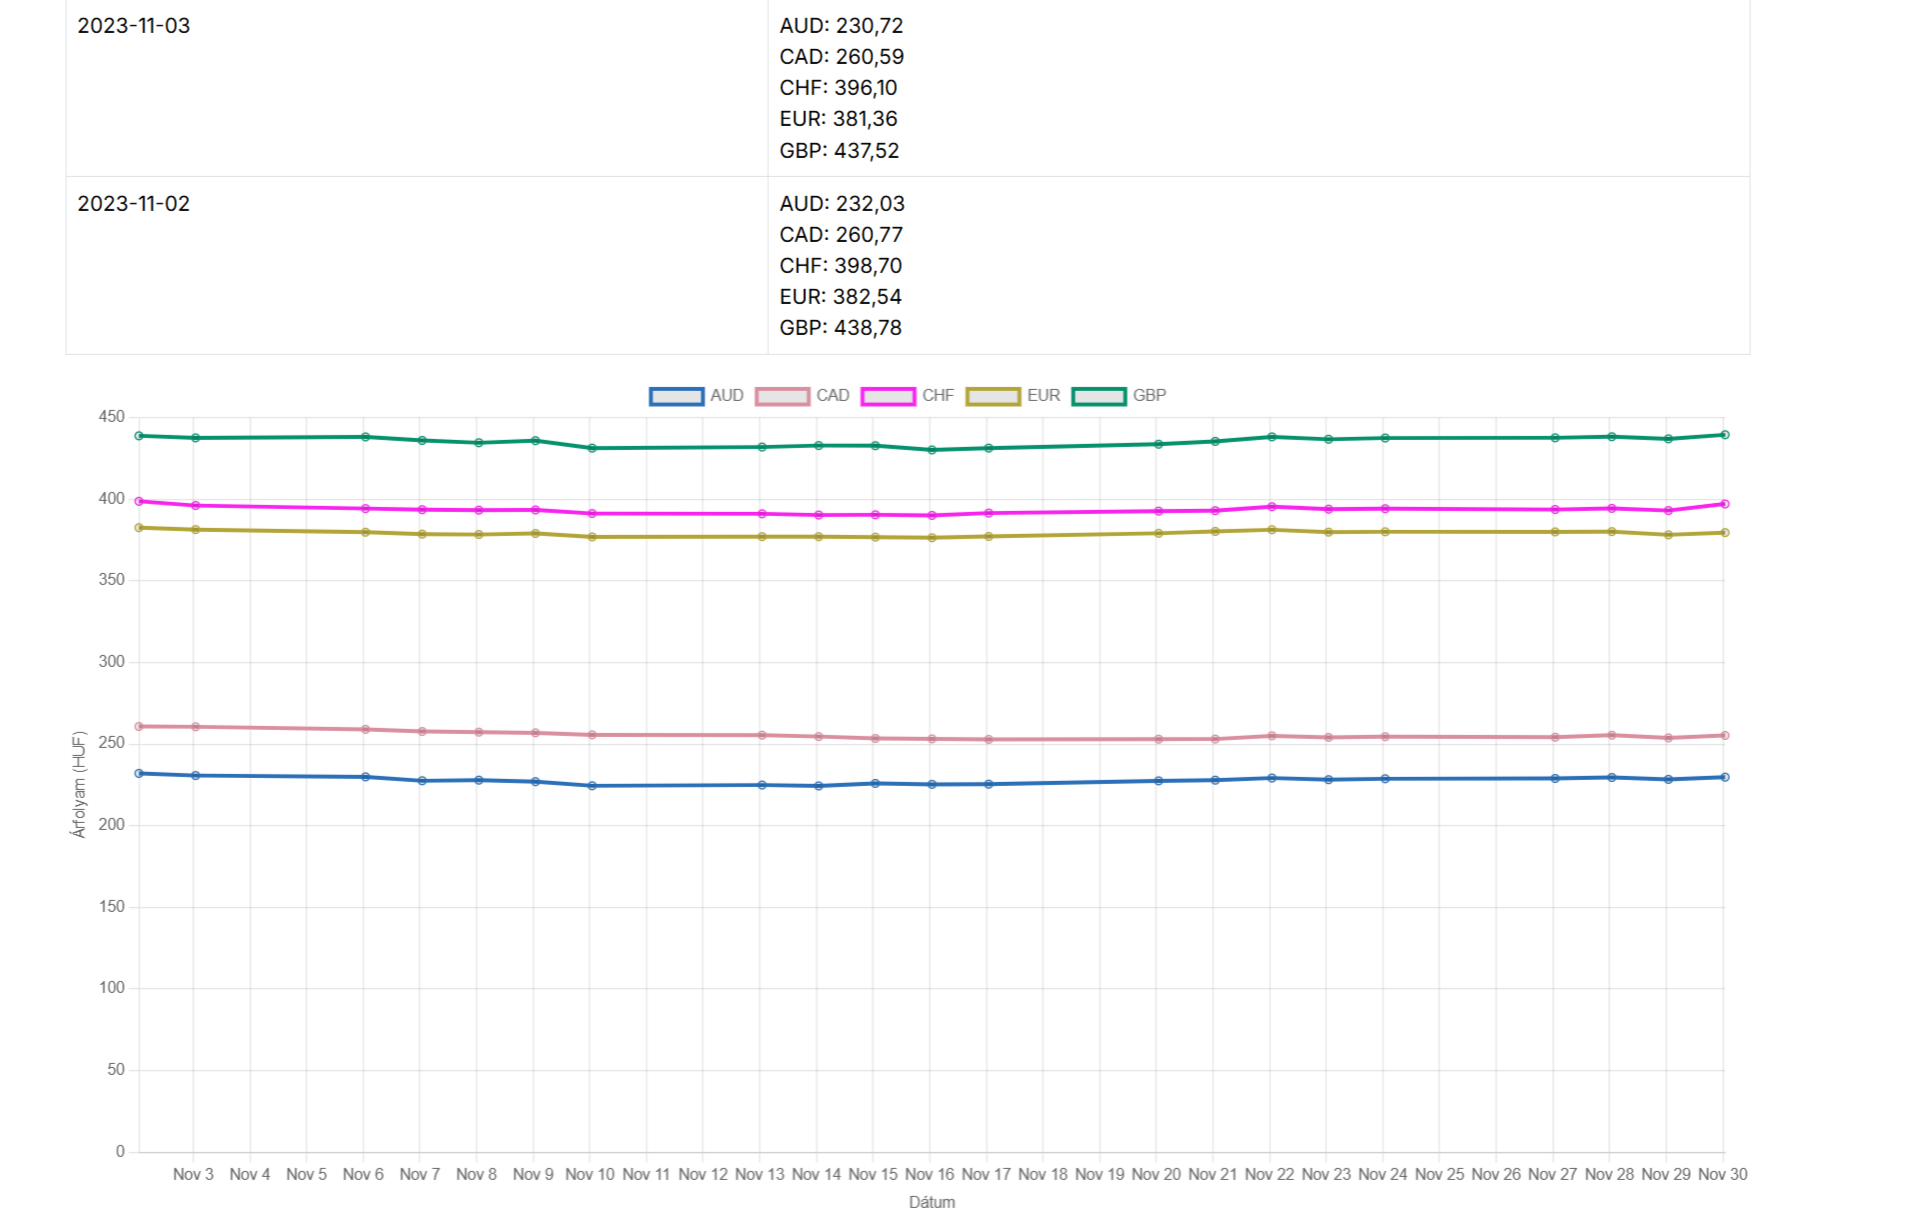 2023-11-03
AUD: 230,72
CAD: 260,59
CHF: 396,10
EUR: 381,36
GBP: 437,52
2023-11-02
AUD: 232,03
CAD: 260,77
CHF: 398,70
EUR: 382,54
GBP: 438,78
AUD CAD CHF EUR GBP
450
400
350
300
250
200
150
100
50
0
Árfolyam (HUF)
Nov 3 Nov 4 Nov 5 Nov 6 Nov 7 Nov 8 Nov 9 Nov 10 Nov 11 Nov 12 Nov 13 Nov 14 Nov 15 Nov 16 Nov 17 Nov 18 Nov 19 Nov 20 Nov 21 Nov 22 Nov 23 Nov 24 Nov 25 Nov 26 Nov 27 Nov 28 Nov 29 Nov 30
Dátum